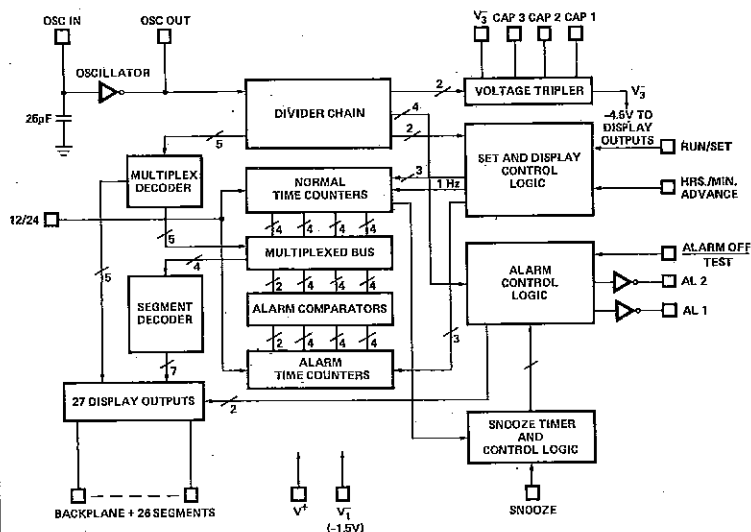 OSC IN
OSC OUT
V3⁻ CAP 3 CAP 2 CAP 1
OSCILLATOR
26pF
DIVIDER CHAIN
2
4
2
5
VOLTAGE TRIPLER
V3⁻
-4.5V TO
DISPLAY
OUTPUTS
MULTIPLEX
DECODER
SET AND DISPLAY
CONTROL
LOGIC
RUN/SET
HRS./MIN.
ADVANCE
NORMAL
TIME COUNTERS
3
1 Hz
12/24
4 4 4 4
5
MULTIPLEXED BUS
5
4
2 4 4 4
SEGMENT
DECODER
ALARM COMPARATORS
2 4 4 4
ALARM
TIME COUNTERS
3
ALARM
CONTROL
LOGIC
ALARM OFF
TEST
AL 2
AL 1
7
27 DISPLAY OUTPUTS
2
SNOOZE TIMER
AND
CONTROL LOGIC
BACKPLANE + 26 SEGMENTS
V⁺
V1⁻
(-1.5V)
SNOOZE